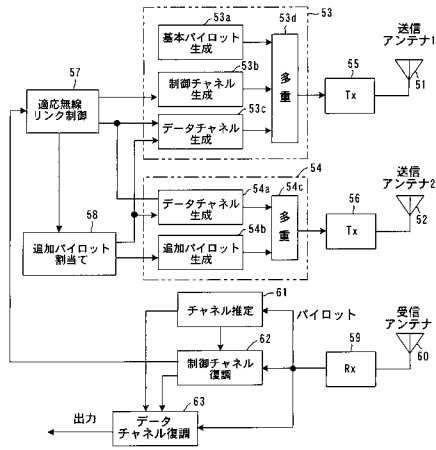 53
53a
53d
基本パイロット
生成
53b
制御チャネル
生成
53c
データチャネル
生成
多
重
55
Tx
送信
アンテナ1
51
57
適応無線
リンク制御
54
54a
データチャネル
生成
54c
多
重
54b
追加パイロット
生成
56
Tx
送信
アンテナ2
52
58
追加パイロット
割当て
61
チャネル推定
パイロット
62
制御チャネル
復調
59
Rx
受信
アンテナ
60
63
データ
チャネル復調
出力